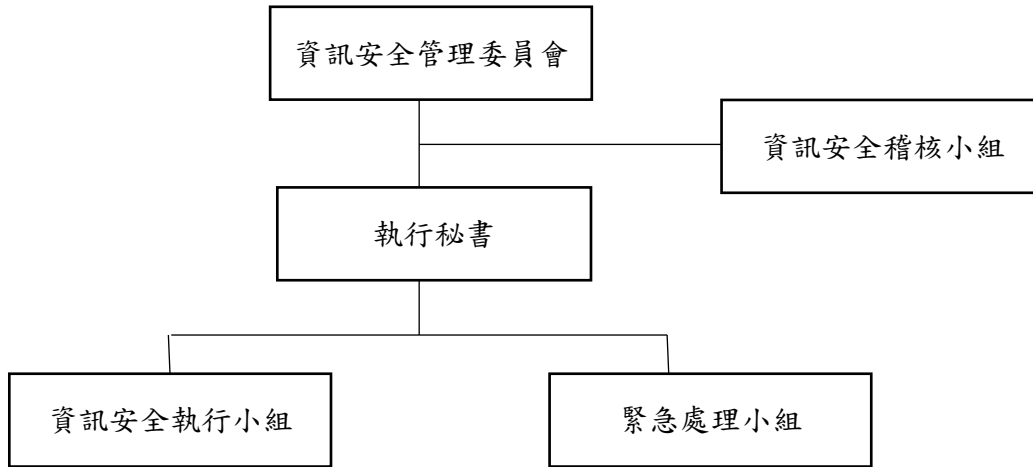 資訊安全管理委員會
資訊安全稽核小組
執行秘書
資訊安全執行小組
緊急處理小組